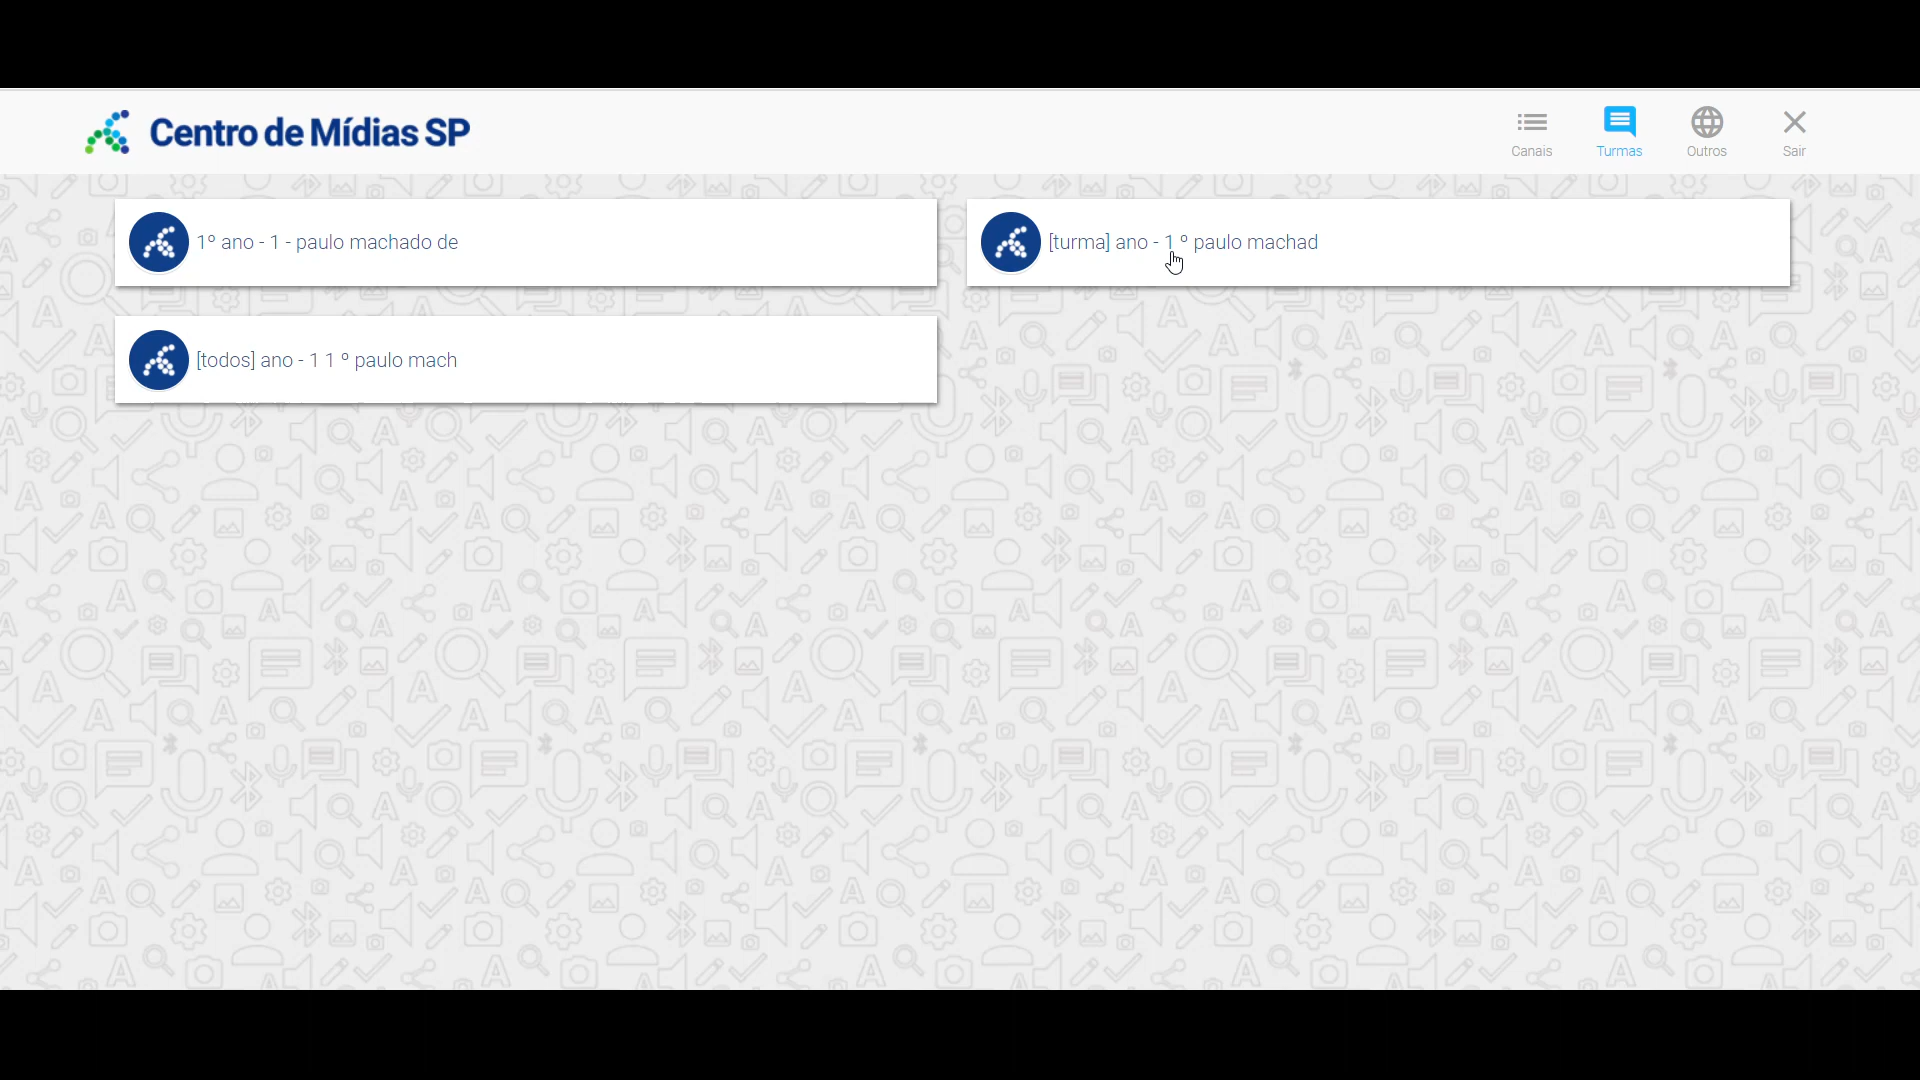 Centro de Mídias SP
Canais
Turmas
Outros
Sair
1º ano - 1 - paulo machado de
[turma] ano - 1 º paulo machad
[todos] ano - 1 1 º paulo mach